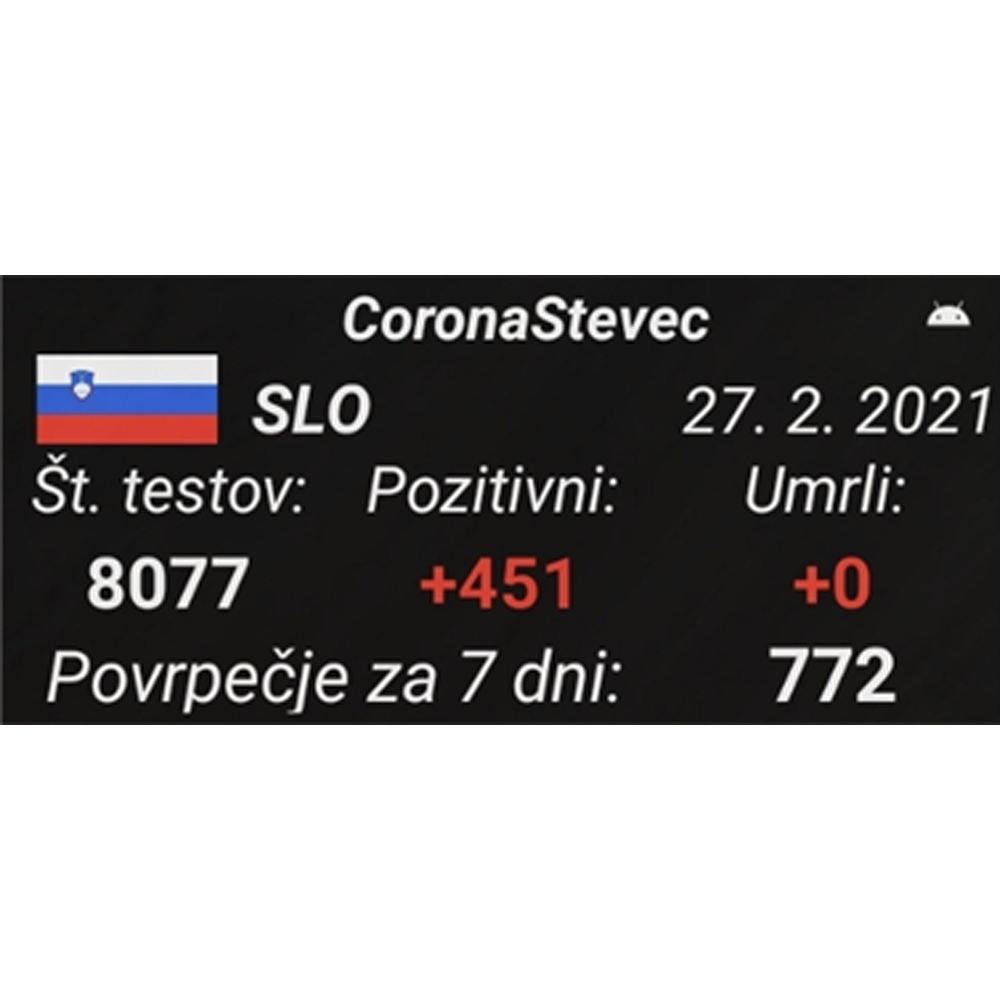 CoronaStevec
SLO 27. 2. 2021
Št. testov: Pozitivni: Umrli:
8077 +451 +0
Povrpečje za 7 dni: 772